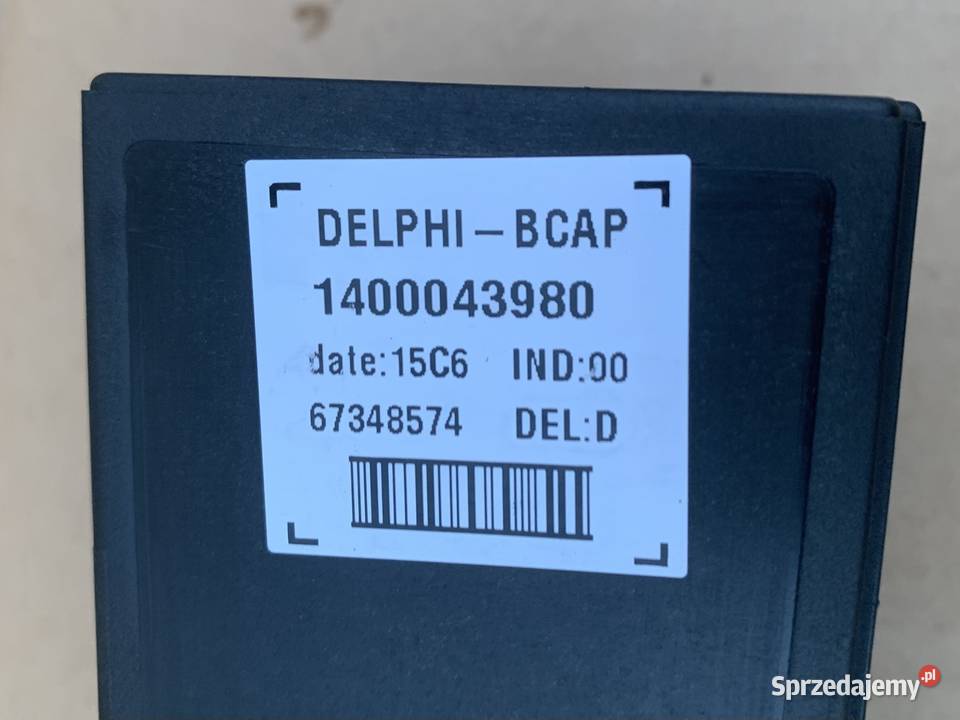 DELPHI-BCAP
1400043980
date:15C6 IND:00
67348574 DEL:D
Sprzedajemy.pl